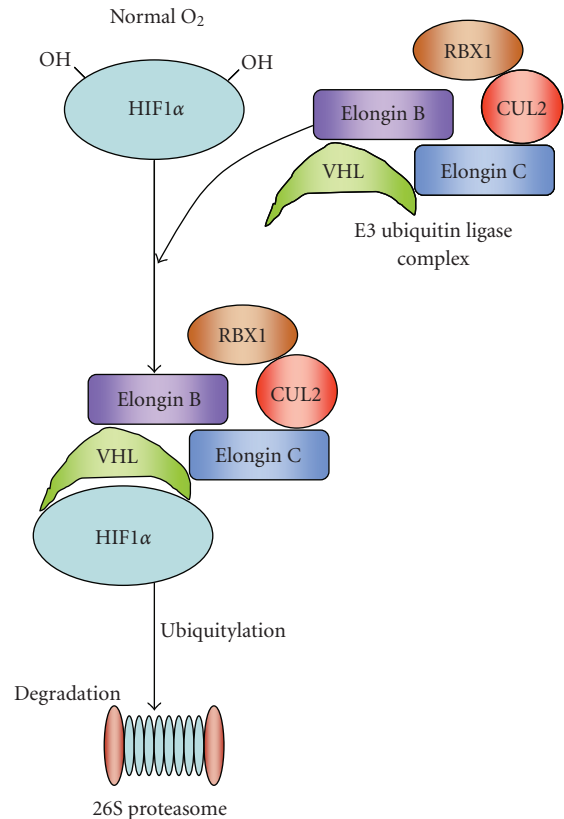 Normal O₂
OH
OH
HIF1α
RBX1
CUL2
Elongin B
VHL
Elongin C
E3 ubiquitin ligase
complex
RBX1
CUL2
Elongin B
VHL
Elongin C
HIF1α
Ubiquitylation
Degradation
26S proteasome